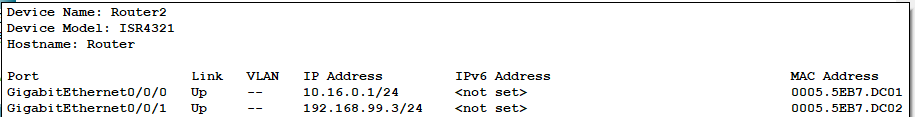 Device Name: Router2
Device Model: ISR4321
Hostname: Router
Port Link VLAN IP Address IPv6 Address MAC Address
GigabitEthernet0/0/0 Up -- 10.16.0.1/24 <not set> 0005.5EB7.DC01
GigabitEthernet0/0/1 Up -- 192.168.99.3/24 <not set> 0005.5EB7.DC02